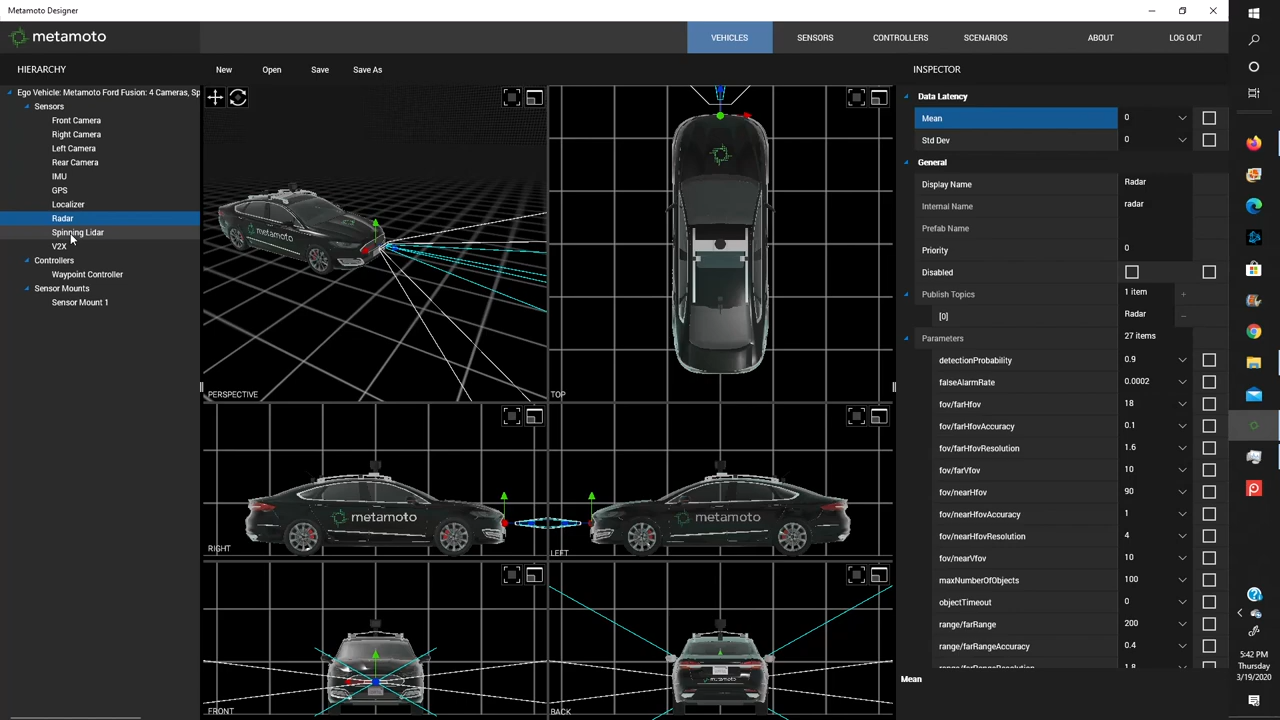 Metamoto Designer
metamoto
VEHICLES
SENSORS
CONTROLLERS
SCENARIOS
ABOUT
LOG OUT
HIERARCHY
New
Open
Save
Save As
INSPECTOR
Ego Vehicle: Metamoto Ford Fusion: 4 Cameras, Sp
Sensors
Front Camera
Right Camera
Left Camera
Rear Camera
IMU
GPS
Localizer
Radar
Spinning Lidar
V2X
Controllers
Waypoint Controller
Sensor Mounts
Sensor Mount 1
metamoto
PERSPECTIVE
TOP
metamoto
RIGHT
metamoto
LEFT
FRONT
metamoto
BACK
Data Latency
Mean 0
Std Dev 0
General
Display Name Radar
Internal Name radar
Prefab Name
Priority 0
Disabled
Publish Topics 1 item +
[0] Radar −
Parameters 27 items
detectionProbability 0.9
falseAlarmRate 0.0002
fov/farHfov 18
fov/farHfovAccuracy 0.1
fov/farHfovResolution 1.6
fov/farVfov 10
fov/nearHfov 90
fov/nearHfovAccuracy 1
fov/nearHfovResolution 4
fov/nearVfov 10
maxNumberOfObjects 100
objectTimeout 0
range/farRange 200
range/farRangeAccuracy 0.4
range/farRangeResolution 1.8
Mean
5:42 PM
Thursday
3/19/2020